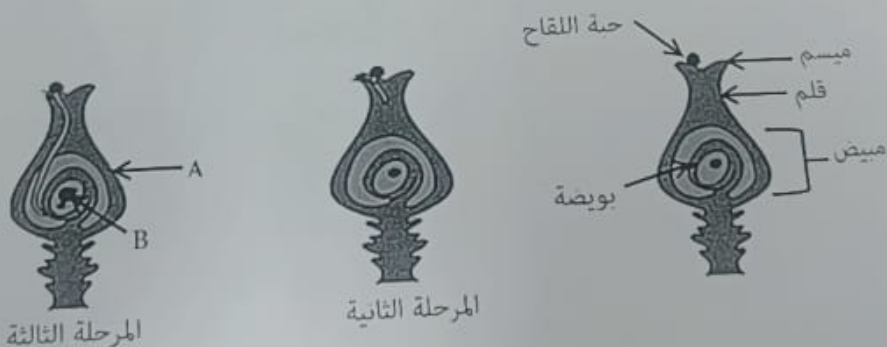 حبة اللقاح
ميسم
قلم
مبيض
بويضة
A
B
المرحلة الثانية
المرحلة الثالثة